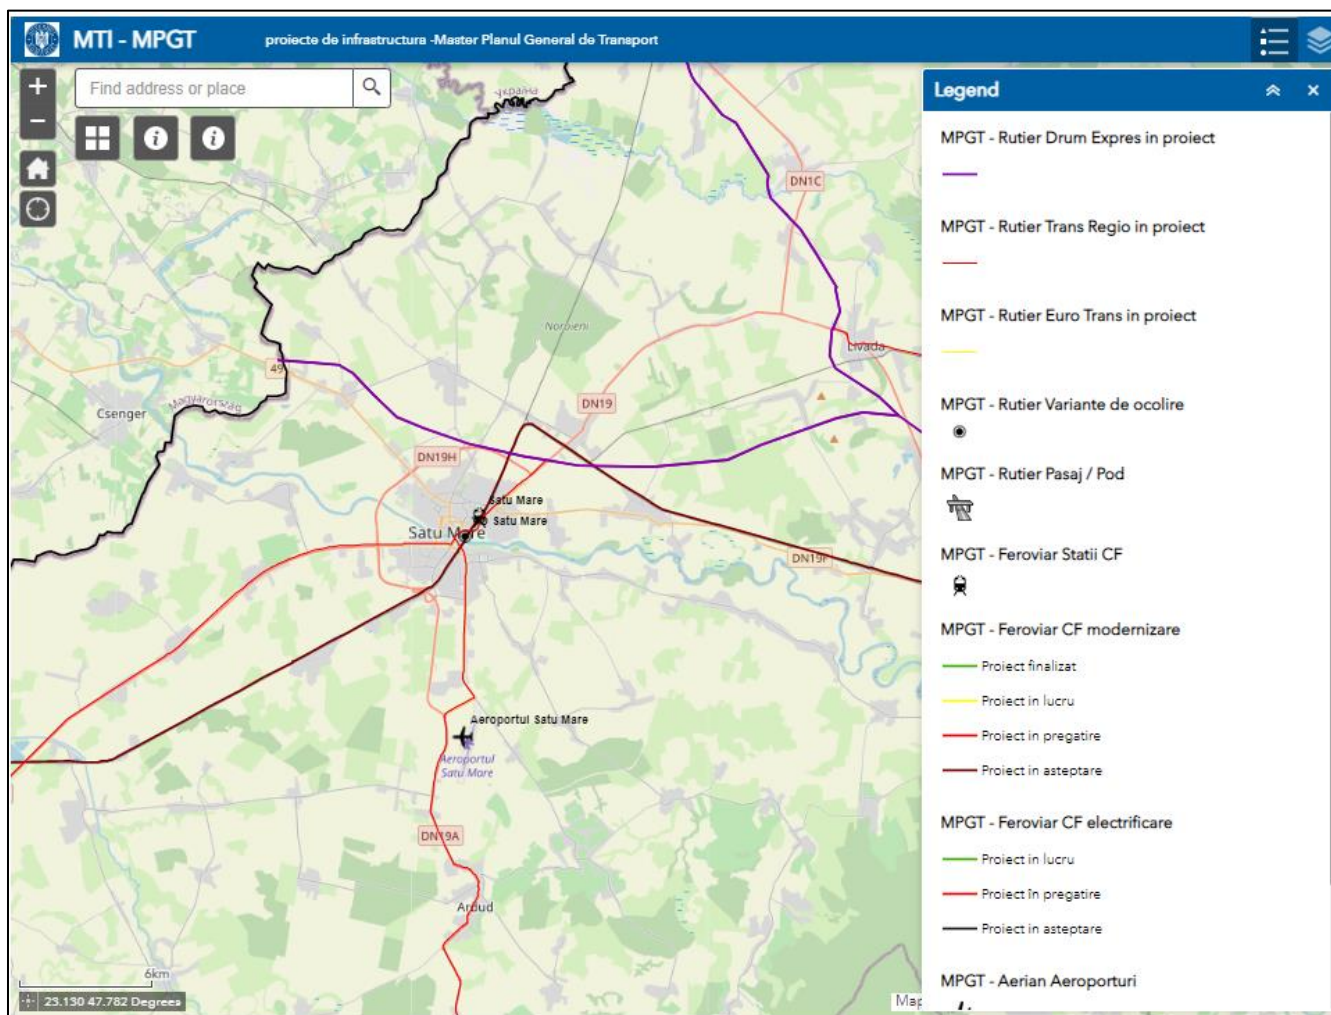 MTI - MPGT
proiecte de infrastructura -Master Planul General de Transport
Find address or place
Україна
DN1C
Legend
MPGT - Rutier Drum Expres in proiect
MPGT - Rutier Trans Regio in proiect
MPGT - Rutier Euro Trans in proiect
MPGT - Rutier Variante de ocolire
MPGT - Rutier Pasaj / Pod
MPGT - Feroviar Statii CF
MPGT - Feroviar CF modernizare
Proiect finalizat
Proiect in lucru
Proiect in pregatire
Proiect in asteptare
MPGT - Feroviar CF electrificare
Proiect in lucru
Proiect în pregatire
Proiect in asteptare
MPGT - Aerian Aeroporturi
Noroieni
Livada
49
Csenger
Magyarország
DN19
DN19H
Satu Mare
Satu Mare
Satu Mare
DN19F
Aeroportul Satu Mare
Aeroportul
Satu Mare
DN19A
Ardud
6km
23.130 47.782 Degrees
Map